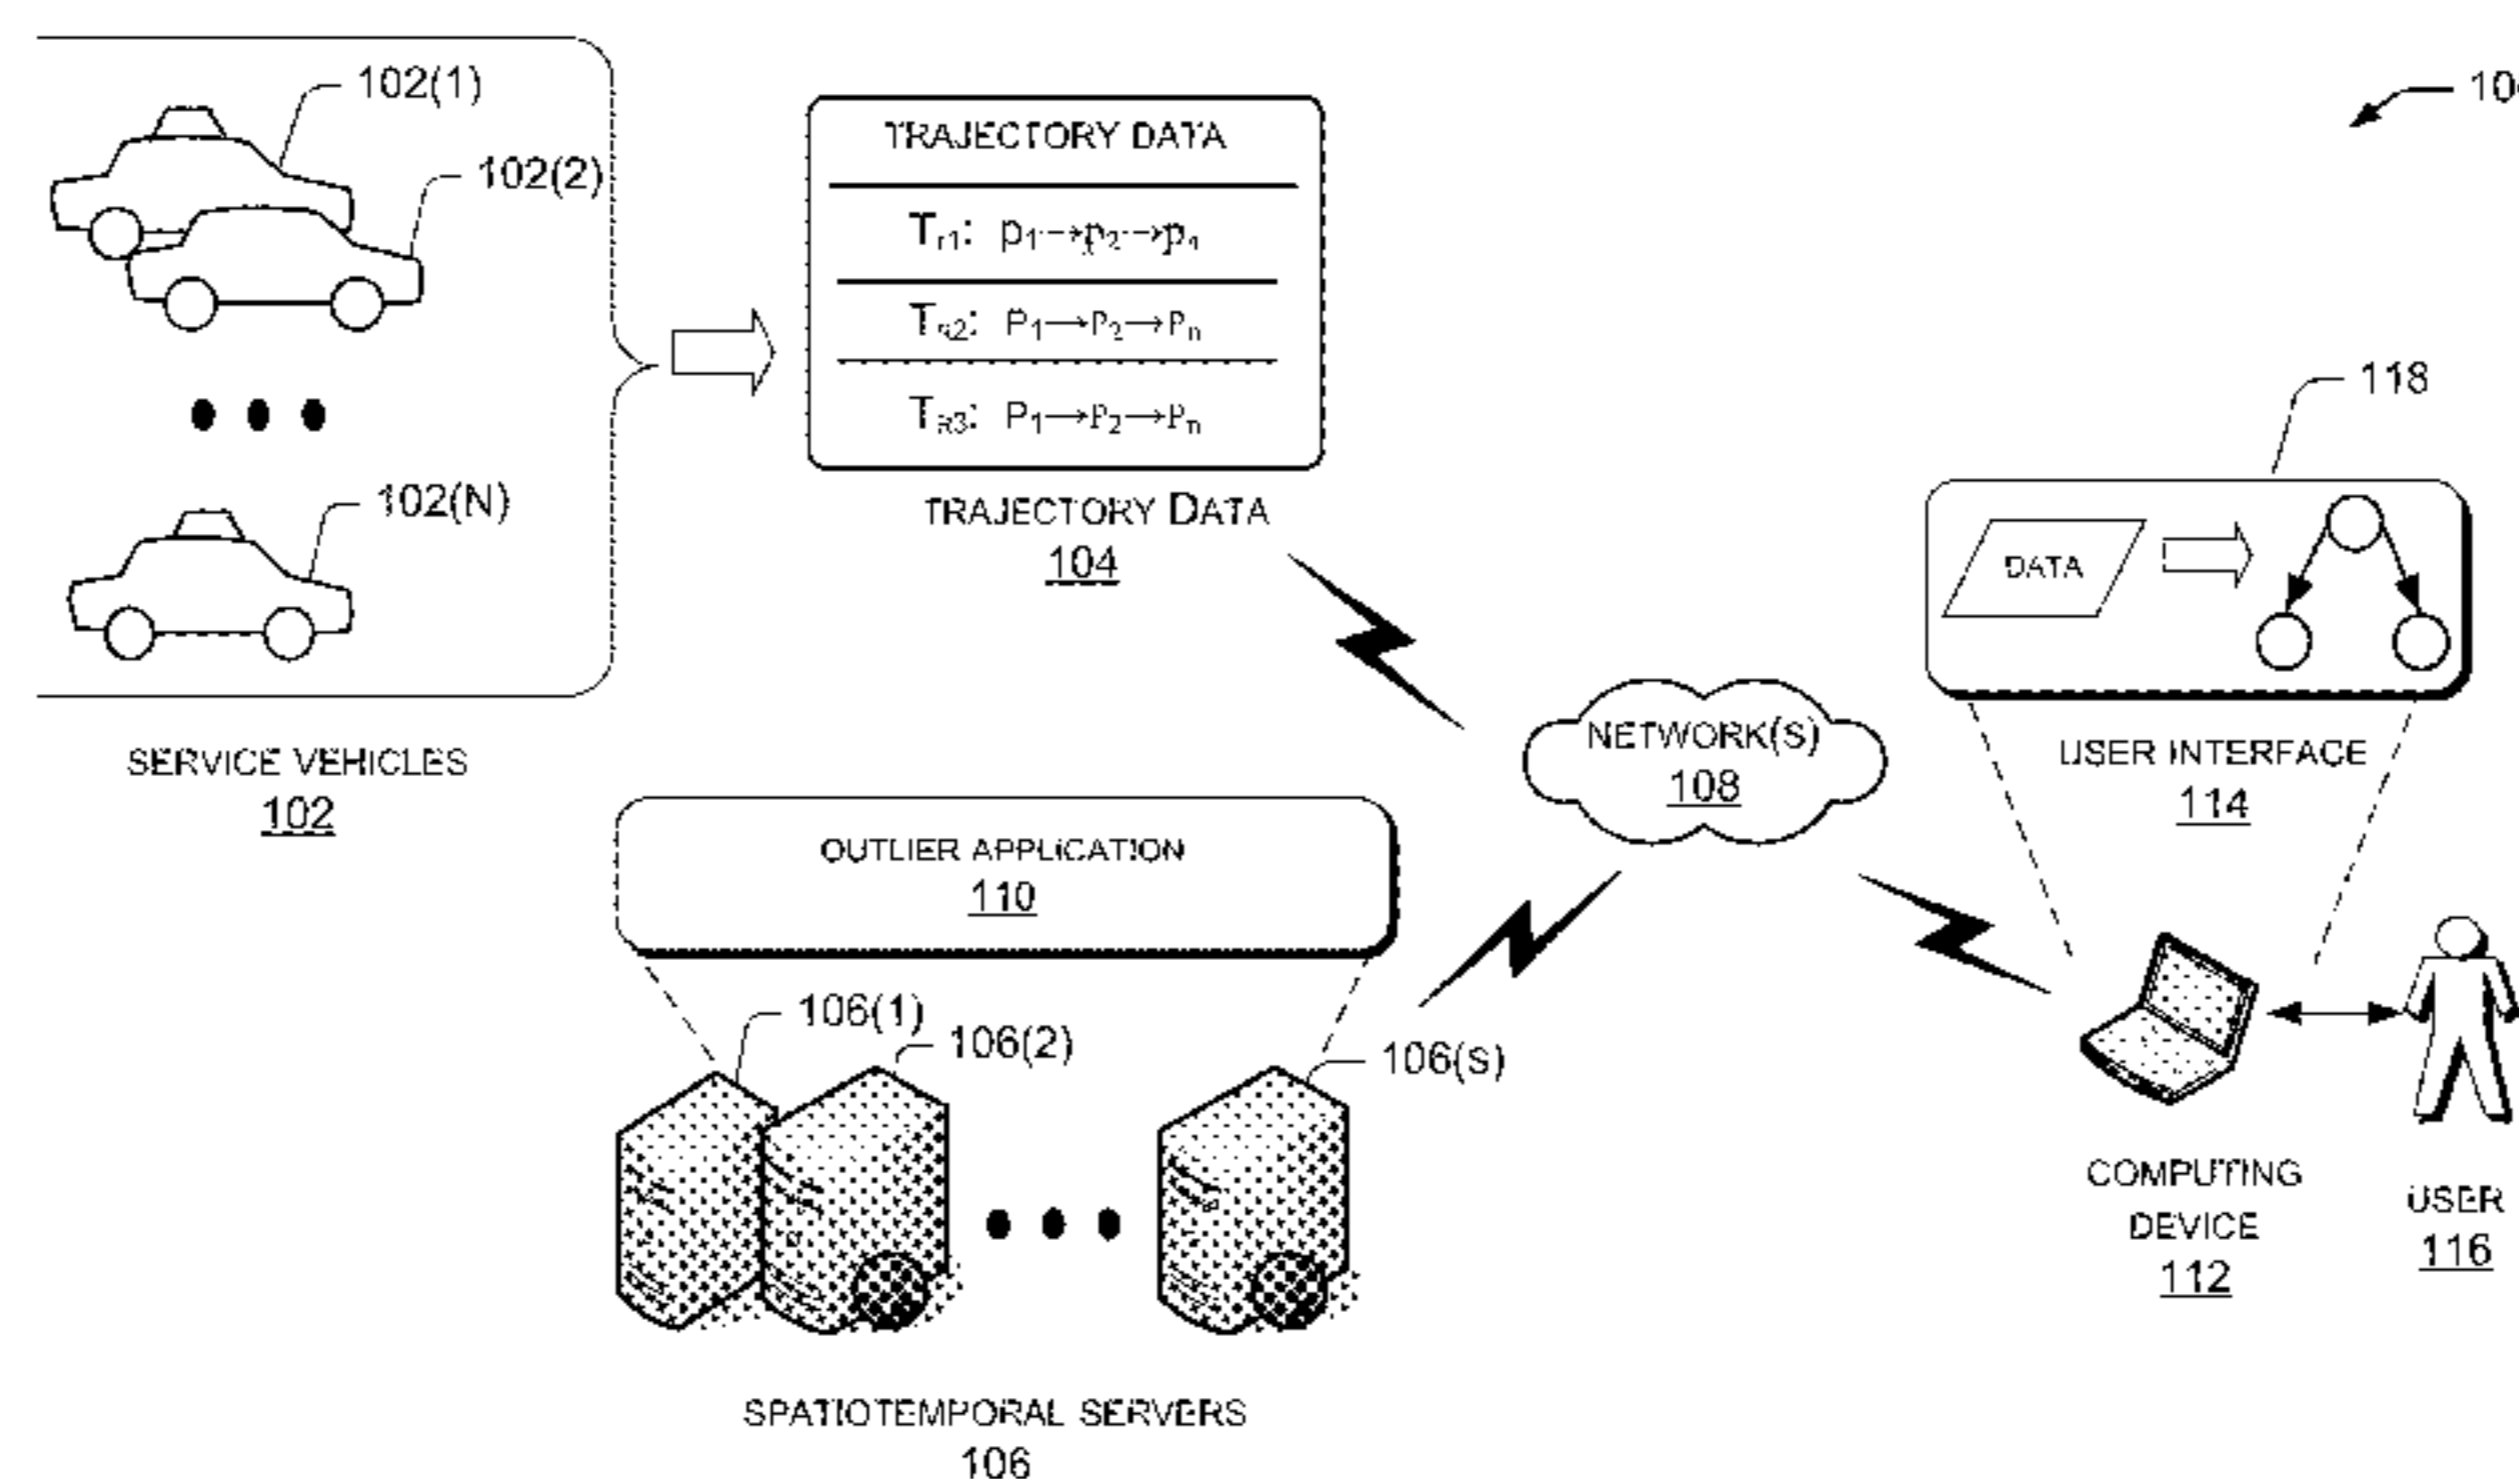 102(1)
102(2)
102(N)
SERVICE VEHICLES
102
TRAJECTORY DATA
Tr1: p1→p2→p4
TR2: P1→P2→Pn
TR3: P1→P2→Pn
TRAJECTORY DATA
104
NETWORK(S)
108
118
DATA
USER INTERFACE
114
OUTLIER APPLICATION
110
106(1)
106(2)
106(S)
SPATIOTEMPORAL SERVERS
106
COMPUTING
DEVICE
112
USER
116